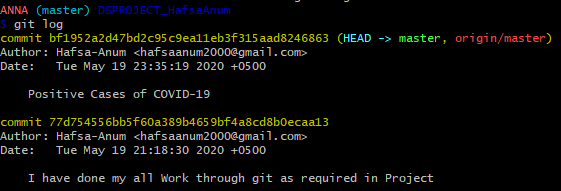 ANNA (master) DSPROJECT_HafsaAnum
$ git log
commit bf1952a2d47bd2c95c9ea11eb3f315aad8246863 (HEAD -> master, origin/master)
Author: Hafsa-Anum <hafsaanum2000@gmail.com>
Date:   Tue May 19 23:35:19 2020 +0500
Positive Cases of COVID-19
commit 77d754556bb5f60a389b4659bf4a8cd8b0ecaa13
Author: Hafsa-Anum <hafsaanum2000@gmail.com>
Date:   Tue May 19 21:18:30 2020 +0500
I have done my all Work through git as required in Project